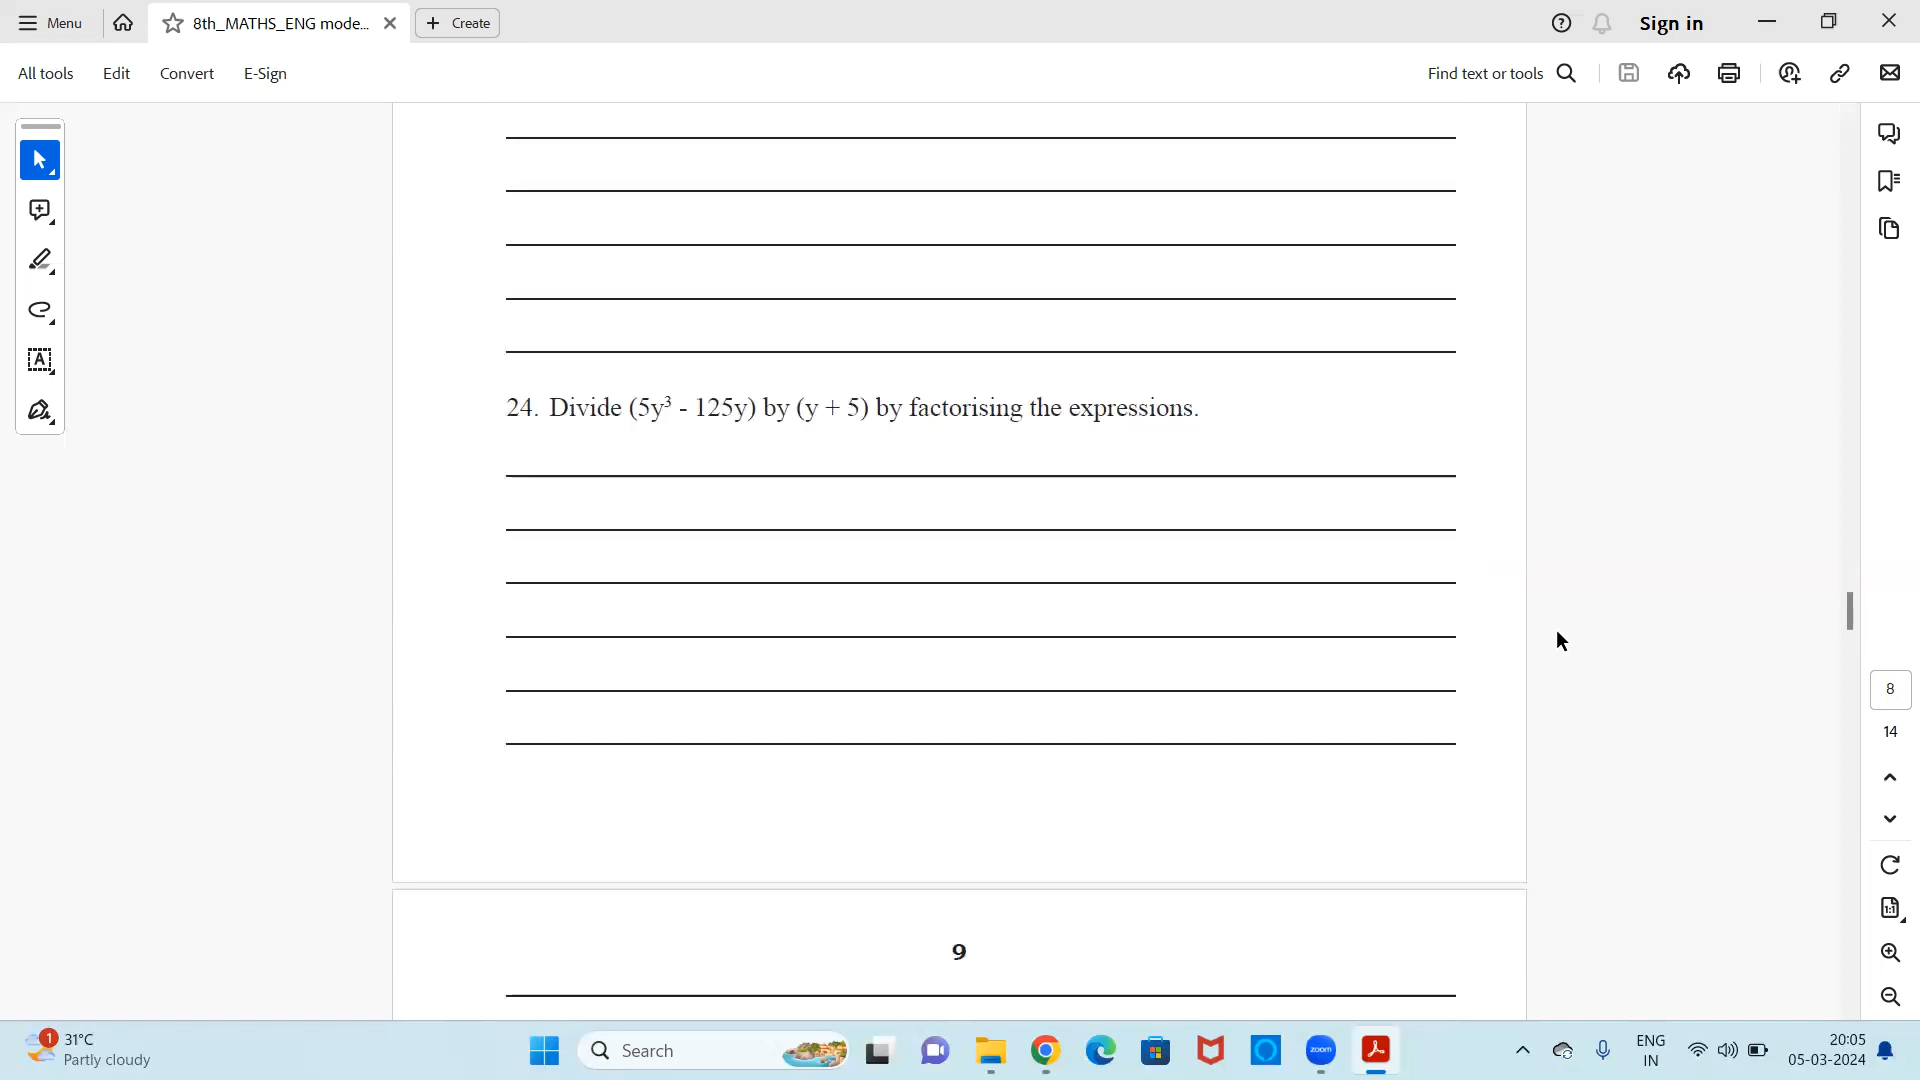 Menu
8th_MATHS_ENG mode...
Create
Sign in
All tools
Edit
Convert
E-Sign
Find text or tools
24. Divide (5y³ - 125y) by (y + 5) by factorising the expressions.
8
14
9
1
31°C
Partly cloudy
Search
zoom
ENG
IN
20:05
05-03-2024